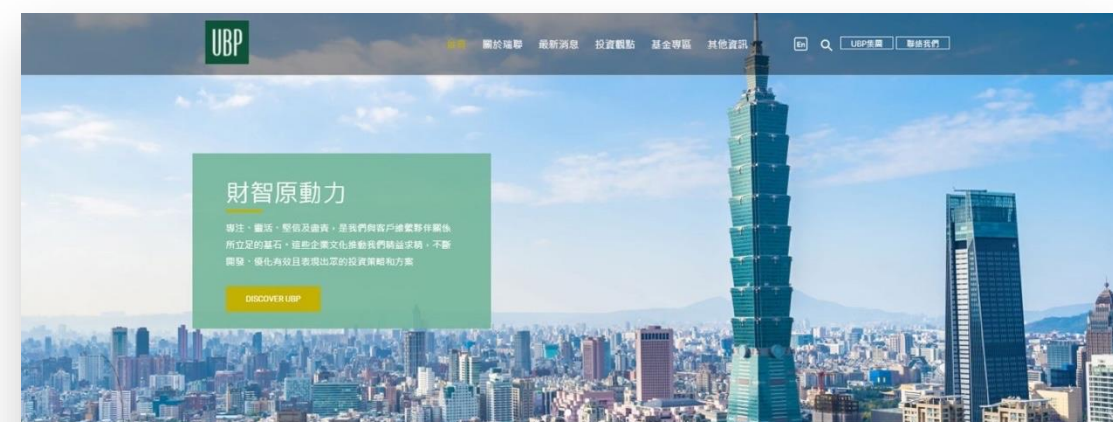 UBP
首頁 關於瑞聯 最新消息 投資觀點 基金專區 其他資訊 En UBP集團 聯絡我們
財智原動力
專注、靈活、堅信及盡責,是我們與客戶維繫夥伴關係
所立足的基石。這些企業文化推動我們精益求精,不斷
開發、優化有效且表現出眾的投資策略和方案
DISCOVER UBP